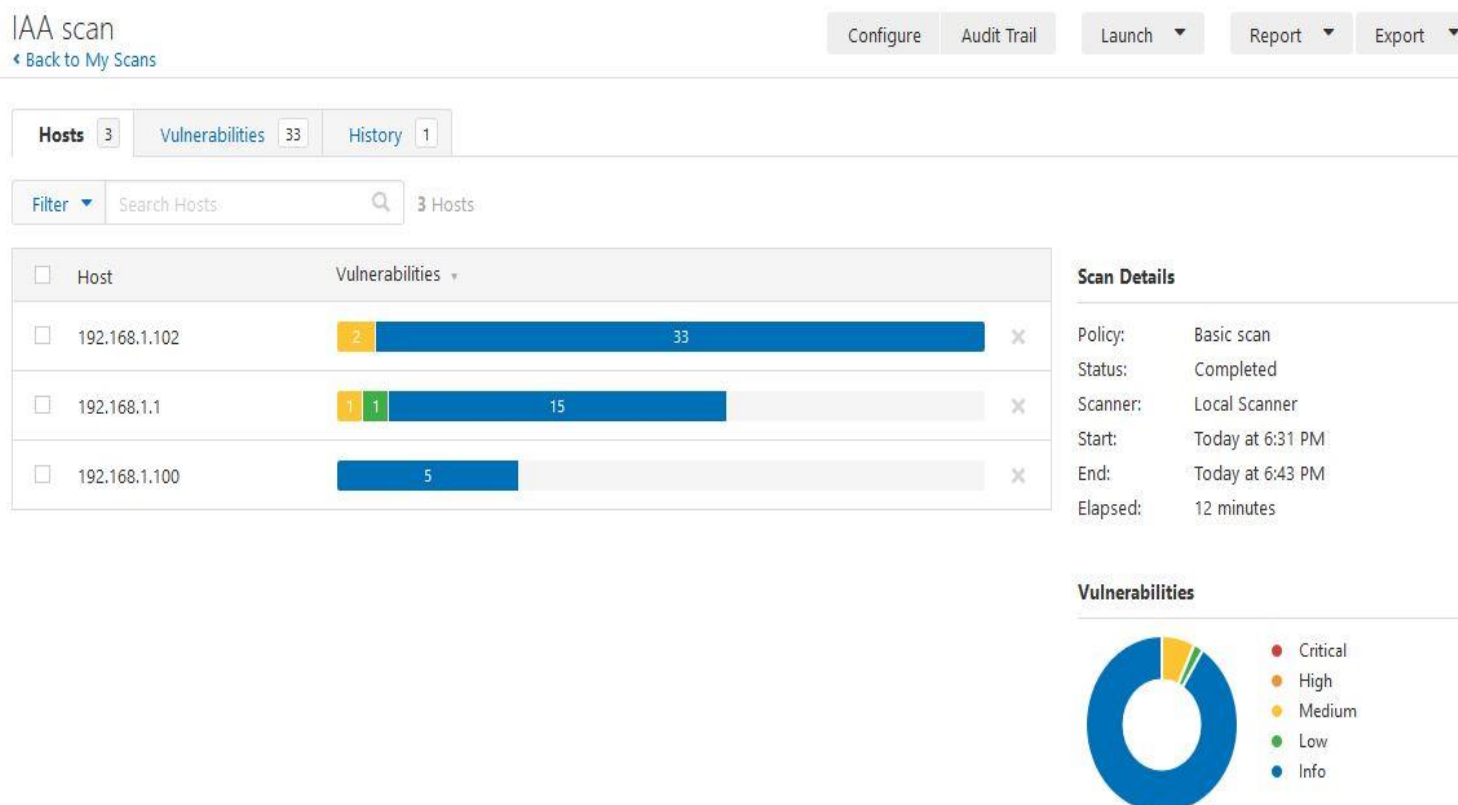 IAA scan
Back to My Scans
Configure Audit Trail Launch Report Export
Hosts 3 Vulnerabilities 33 History 1
Filter Search Hosts 3 Hosts
Host Vulnerabilities
192.168.1.102 2 33
192.168.1.1 1 1 15
192.168.1.100 5
Scan Details
Policy: Basic scan
Status: Completed
Scanner: Local Scanner
Start: Today at 6:31 PM
End: Today at 6:43 PM
Elapsed: 12 minutes
Vulnerabilities
Critical
High
Medium
Low
Info